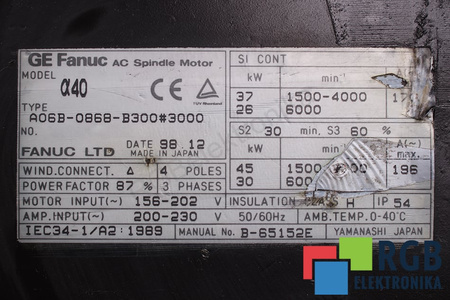 GE Fanuc AC Spindle Motor
MODEL α40
TYPE
A06B-0868-B300#3000
NO.
DATE 98.12
FANUC LTD MADE IN JAPAN
CE
TÜV Rheinland
SI CONT
kW min
37 1500-4000
26 6000
S2 30 min, S3 60 %
kW min A(~) max.
45 1500 196
30 600
WIND.CONNECT. Δ 4 POLES
POWER FACTOR 87 % 3 PHASES
MOTOR INPUT(~) 156-202 V INSULATION H IP 54
AMP.INPUT(~) 200-230 V 50/60Hz AMB.TEMP.0-40°C
IEC34-1/A2:1989 MANUAL No. B-65152E YAMANASHI JAPAN
RGB
ELEKTRONIKA